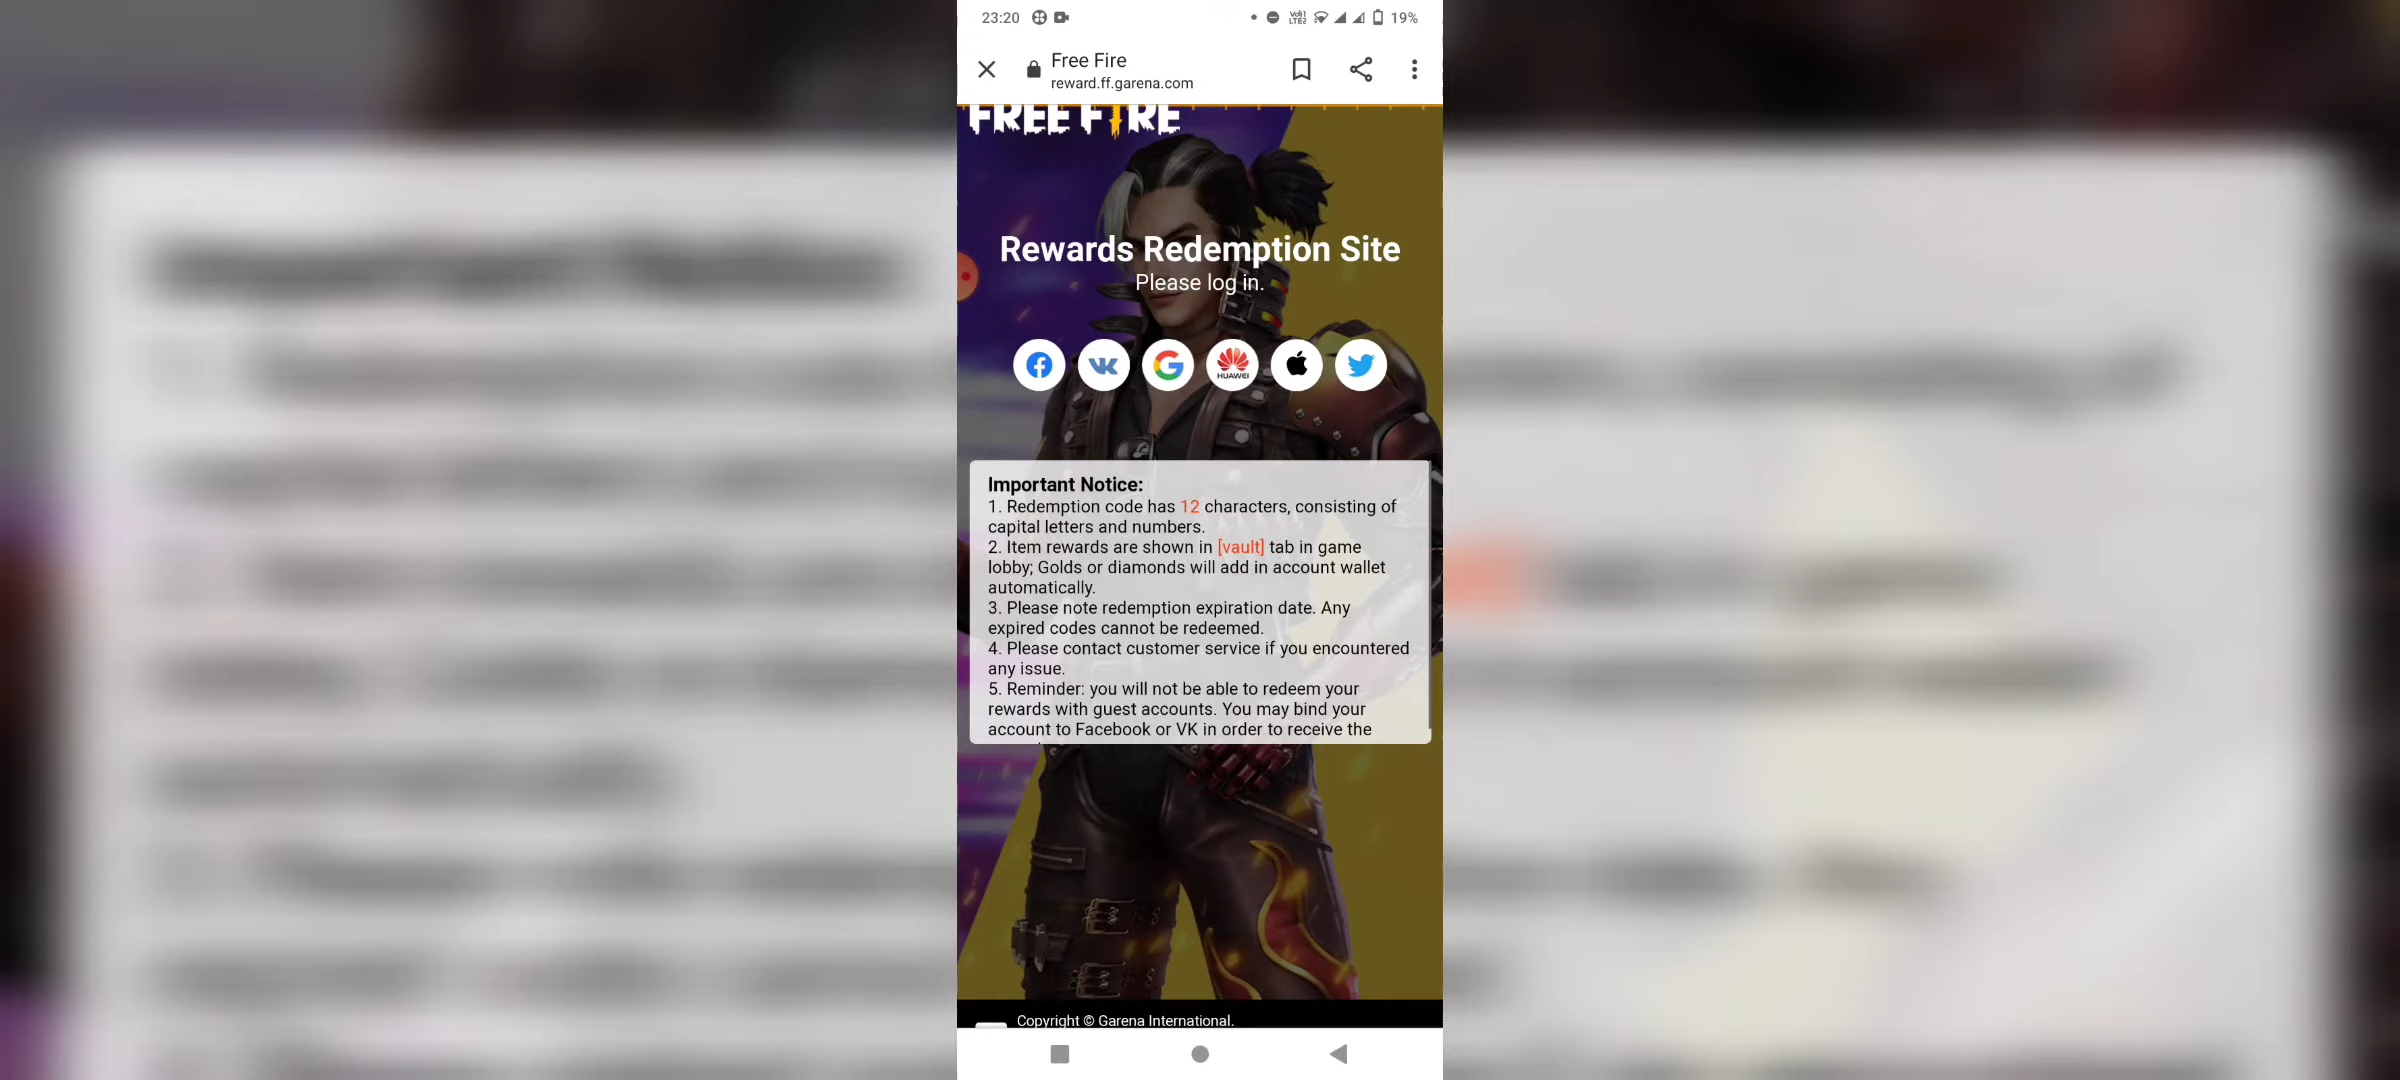 23:20
19%
Free Fire
reward.ff.garena.com
FREE FIRE
Rewards Redemption Site
Please log in.
HUAWEI
Important Notice:
1. Redemption code has 12 characters, consisting of
capital letters and numbers.
2. Item rewards are shown in [vault] tab in game
lobby; Golds or diamonds will add in account wallet
automatically.
3. Please note redemption expiration date. Any
expired codes cannot be redeemed.
4. Please contact customer service if you encountered
any issue.
5. Reminder: you will not be able to redeem your
rewards with guest accounts. You may bind your
account to Facebook or VK in order to receive the
Copyright © Garena International.